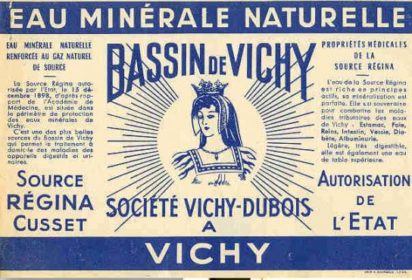 EAU MINÉRALE NATURELLE
EAU MINÉRALE NATURELLE
RENFORCÉE AU GAZ NATUREL
DE SOURCE
La Source Régina auto-
risée par l'Etat, le 15 dé-
cembre 1898, d'après rap-
port de l'Académie de
Médecine, est située dans
le périmètre de protection
des eaux minérales de
Vichy.
C'est une des plus belles
sources du Bassin de Vichy
qui permet le traitement à
domicile des maladies des
appareils digestifs et uri-
naires.
SOURCE
RÉGINA
CUSSET
BASSIN DE VICHY
SOCIÉTÉ VICHY-DUBOIS
A
VICHY
PROPRIÉTÉS MÉDICALES
DE LA
SOURCE RÉGINA
L'eau de la Source Régina
est riche en principes
actifs, sa minéralisation est
parfaite. Elle est souveraine
pour combattre les mala-
dies tributaires des eaux
de Vichy : Estomac, Foie,
Reins, Intestin, Vessie, Dia-
bète, Albuminurie.
Légère, très digestible,
elle est également une eau
de table supérieure.
AUTORISATION
DE
L'ETAT